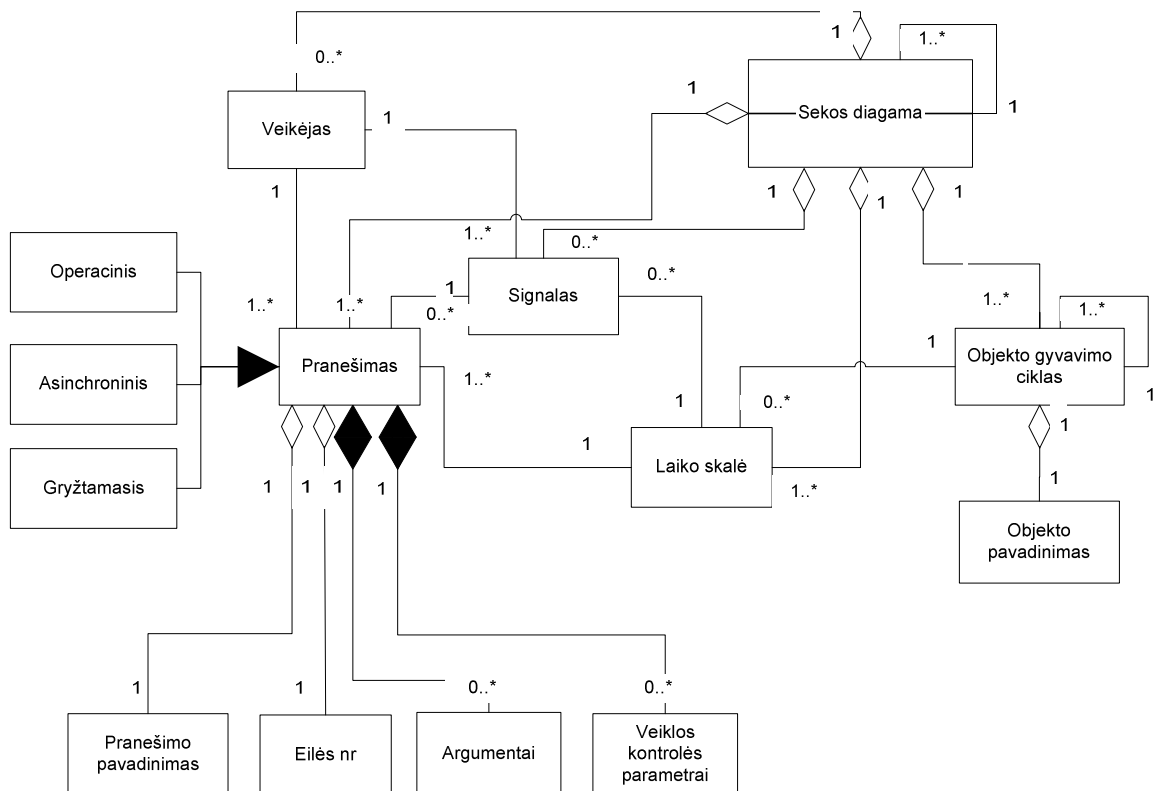 1
1..*
0..*
1
1
Veikėjas
1
Sekos diagama
1
1
1
1
1
1..*
0..*
Operacinis
0..*
1
Signalas
1..*
1..*
1..*
1..*
0..*
Pranešimas
1
Objekto gyvavimo
ciklas
Asinchroninis
1..*
1
0..*
1
1
1
Laiko skalė
1
Gryžtamasis
1
1
1
1
1..*
Objekto
pavadinimas
1
1
0..*
0..*
Pranešimo
pavadinimas
Eilės nr
Argumentai
Veiklos
kontrolės
parametrai